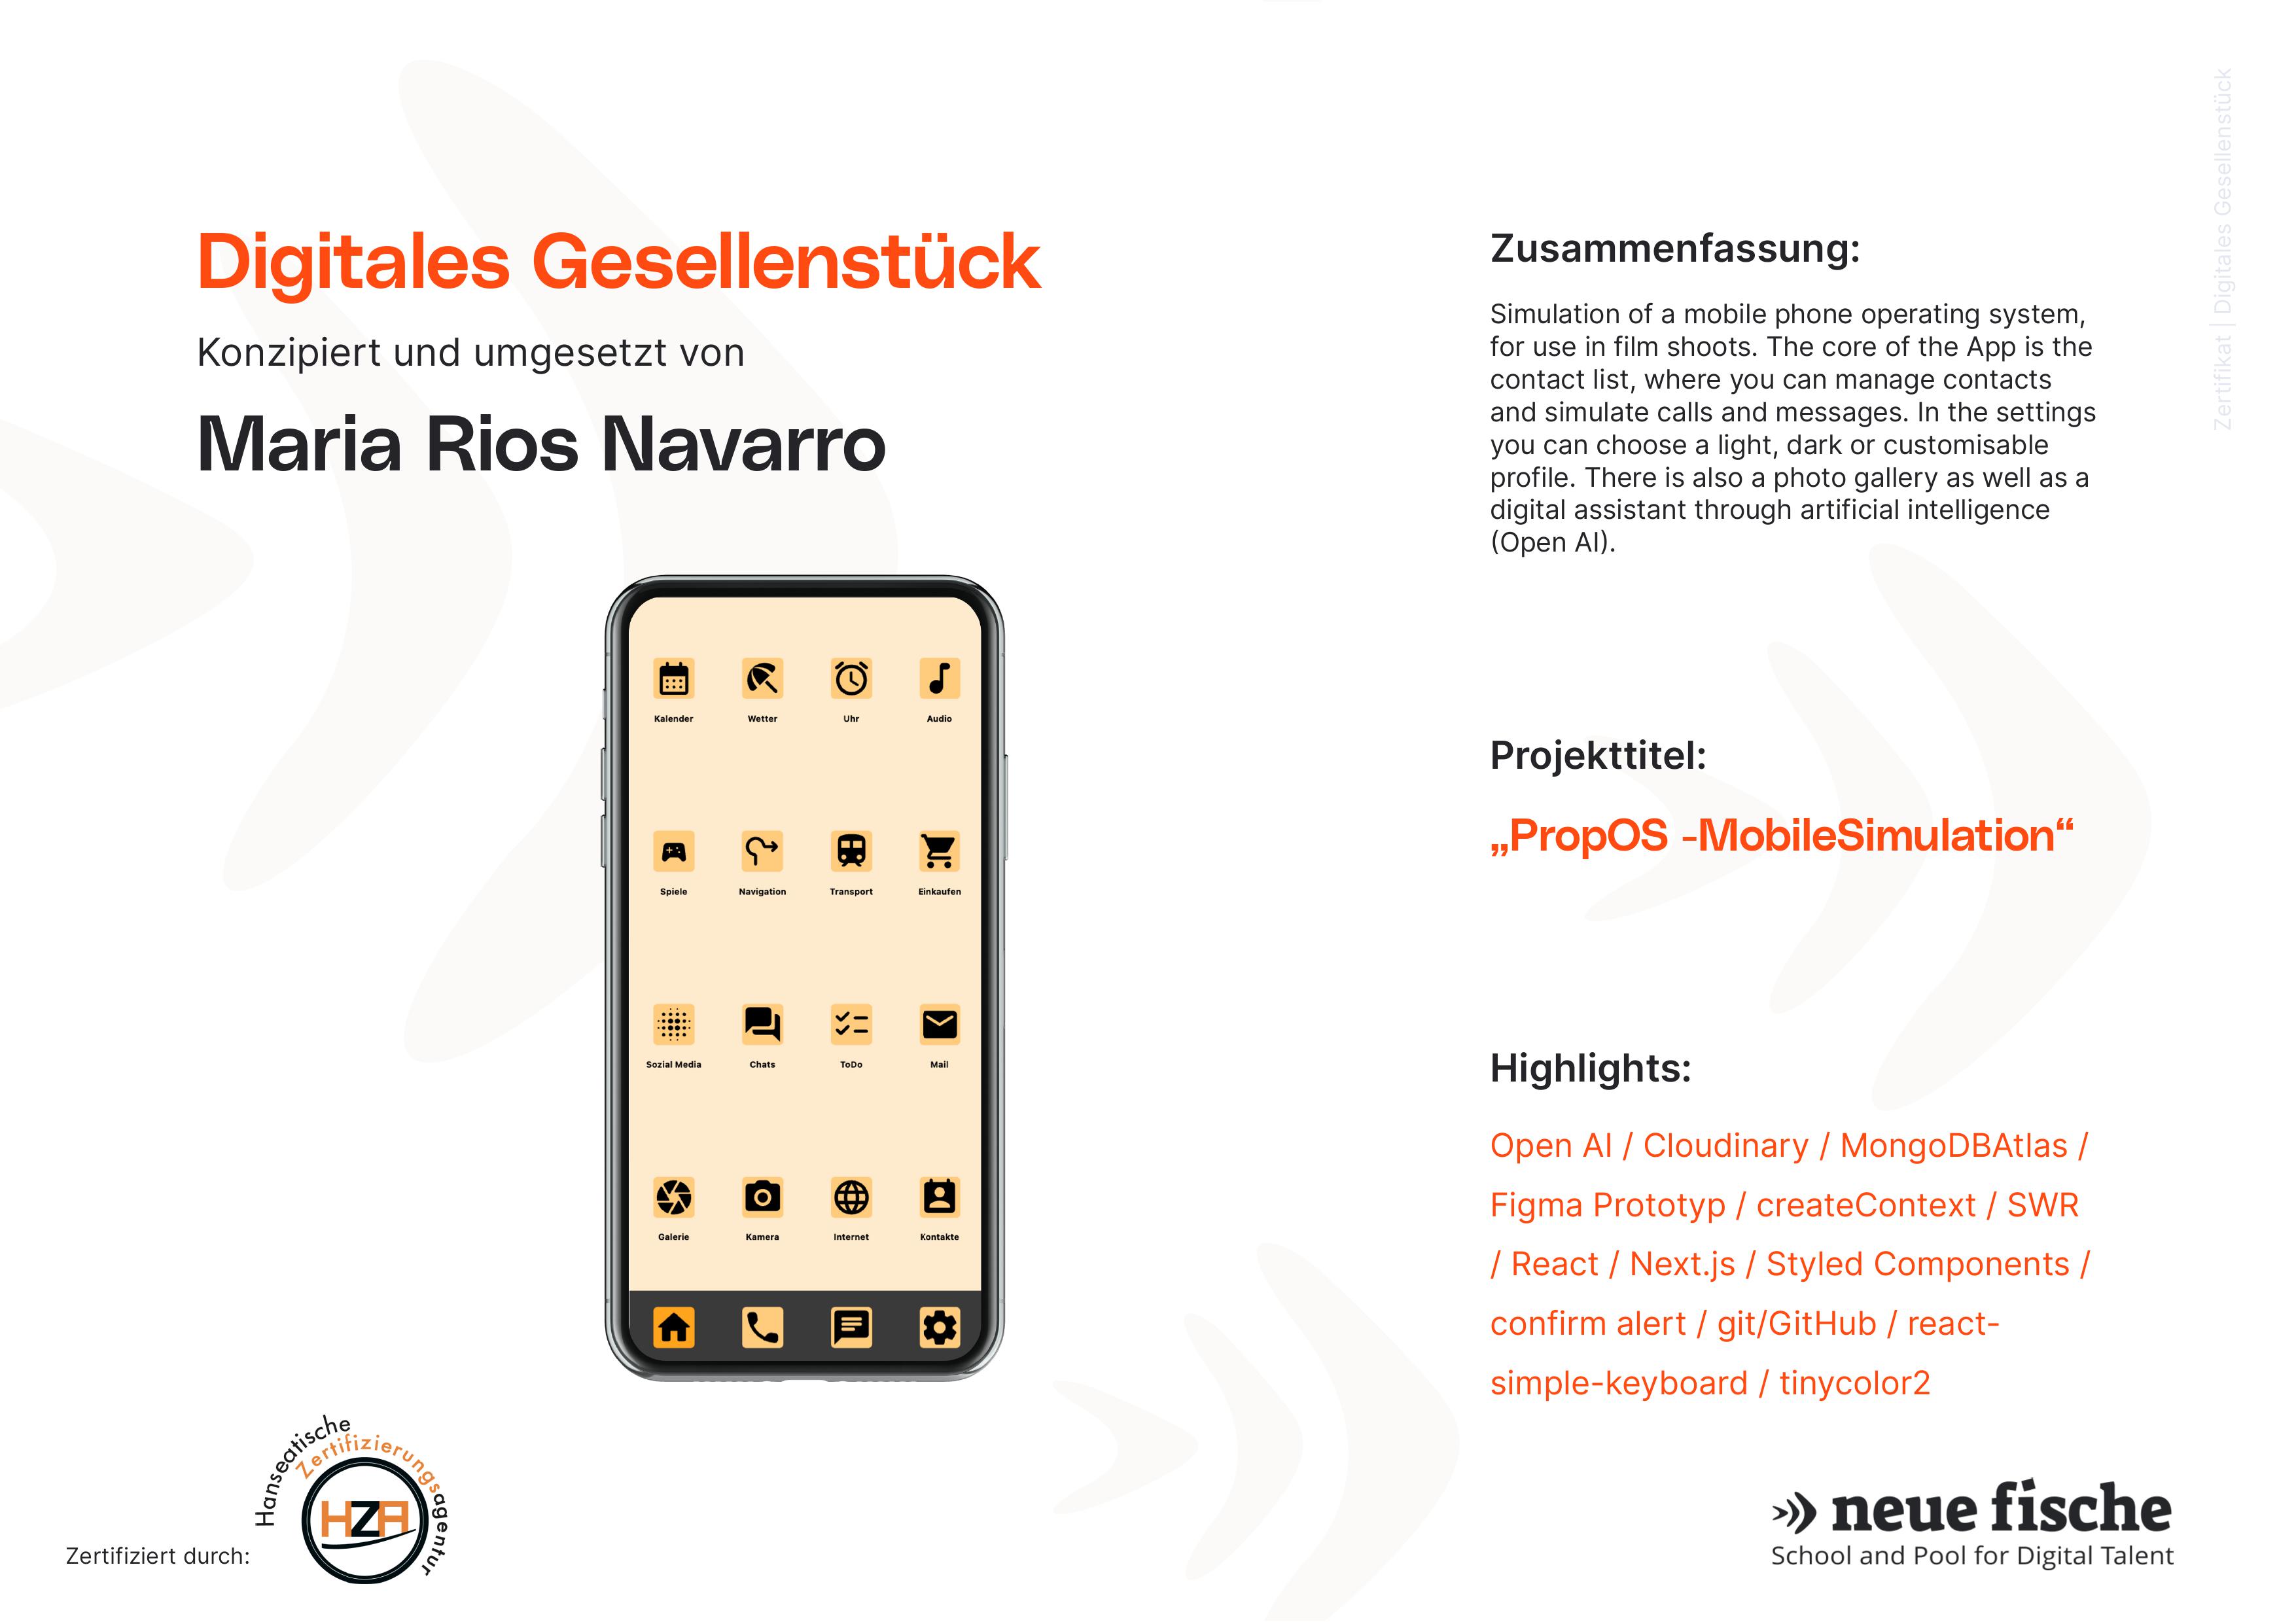 Zertifikat | Digitales Gesellenstück
Digitales Gesellenstück
Konzipiert und umgesetzt von
Maria Rios Navarro
Kalender
Wetter
Uhr
Audio
Spiele
Navigation
Transport
Einkaufen
Sozial Media
Chats
ToDo
Mail
Galerie
Kamera
Internet
Kontakte
Zusammenfassung:
Simulation of a mobile phone operating system,
for use in film shoots. The core of the App is the
contact list, where you can manage contacts
and simulate calls and messages. In the settings
you can choose a light, dark or customisable
profile. There is also a photo gallery as well as a
digital assistant through artificial intelligence
(Open AI).
Projekttitel:
„PropOS -MobileSimulation“
Highlights:
Open AI / Cloudinary / MongoDBAtlas /
Figma Prototyp / createContext / SWR
/ React / Next.js / Styled Components /
confirm alert / git/GitHub / react-
simple-keyboard / tinycolor2
Zertifiziert durch:
Hanseatische
Zertifizierungsagentur
HZA
neue fische
School and Pool for Digital Talent